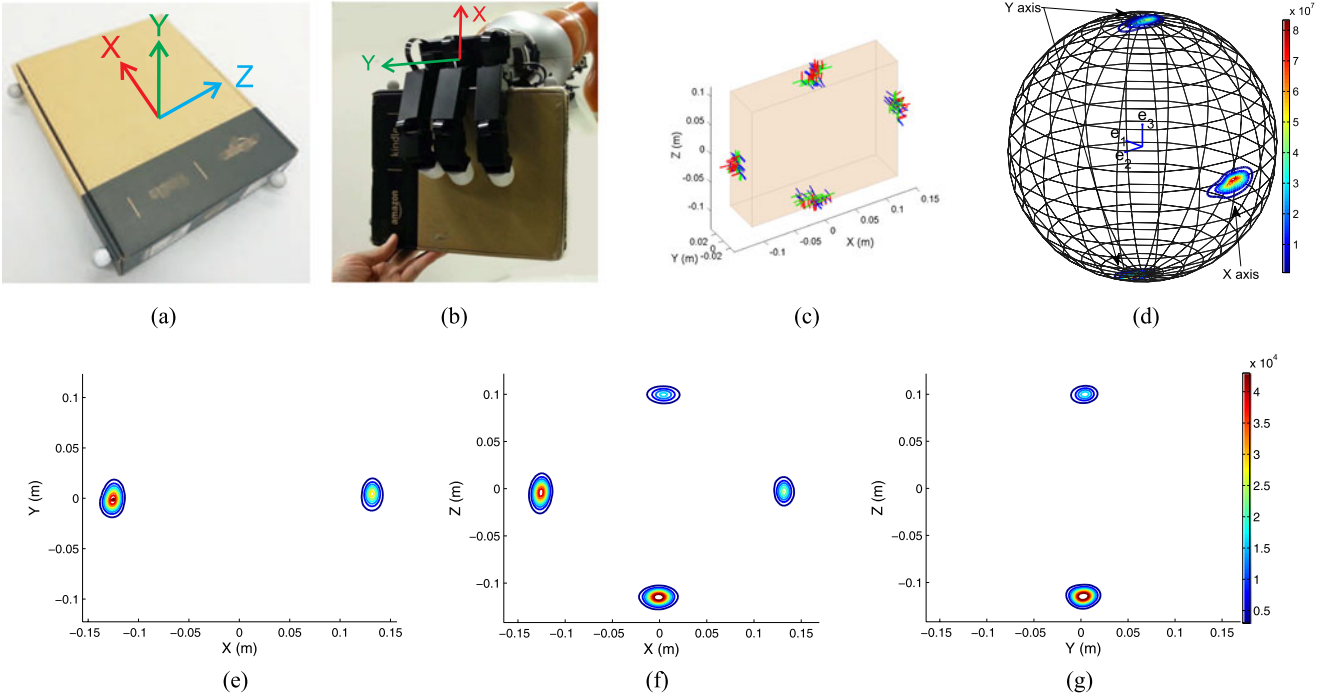 Y
X
Z
X
Y
kindle
amazon
0.1
0.05
0
-0.05
-0.1
Z (m)
0.02
0
-0.02
Y (m)
-0.1
-0.05
0
0.05
0.1
0.15
X (m)
Y axis
e3
e1
e2
X axis
x 10^7
8
7
6
5
4
3
2
1
(a)
(b)
(c)
(d)
0.1
0.05
0
−0.05
−0.1
Y (m)
−0.15 −0.1 −0.05 0 0.05 0.1 0.15
X (m)
0.1
0.05
0
−0.05
−0.1
Z (m)
−0.15 −0.1 −0.05 0 0.05 0.1 0.15
X (m)
0.1
0.05
0
−0.05
−0.1
Z (m)
−0.15 −0.1 −0.05 0 0.05 0.1 0.15
Y (m)
x 10^4
4
3.5
3
2.5
2
1.5
1
0.5
(e)
(f)
(g)